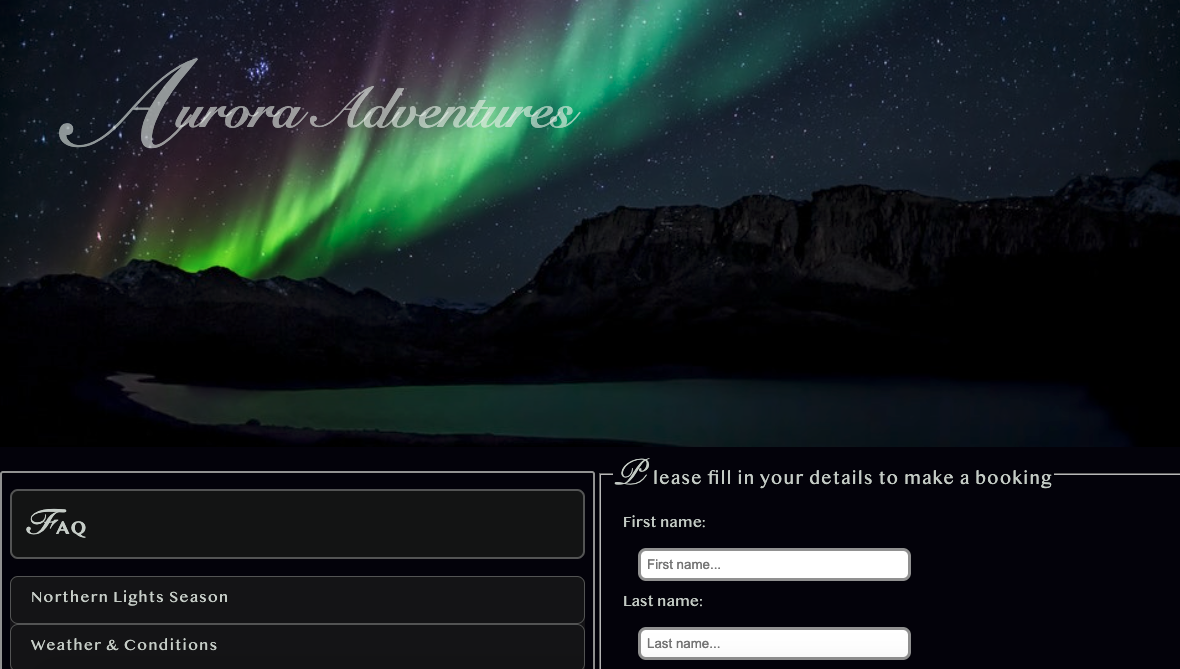 Aurora Adventures
FAQ
Northern Lights Season
Weather & Conditions
Please fill in your details to make a booking
First name:
First name...
Last name:
Last name...